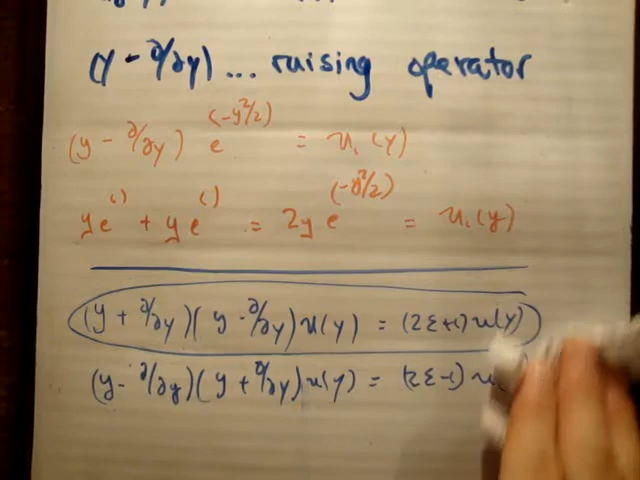 (y - ∂/∂y) ... raising operator
(y - ∂/∂y) e^(-y²/2) = u₁(y)
ye^() + ye^() = 2y e^(-y²/2) = u₁(y)
(y + ∂/∂y)(y - ∂/∂y)u(y) = (2ε+1)u(y)
(y - ∂/∂y)(y + ∂/∂y)u(y) = (2ε-1)u